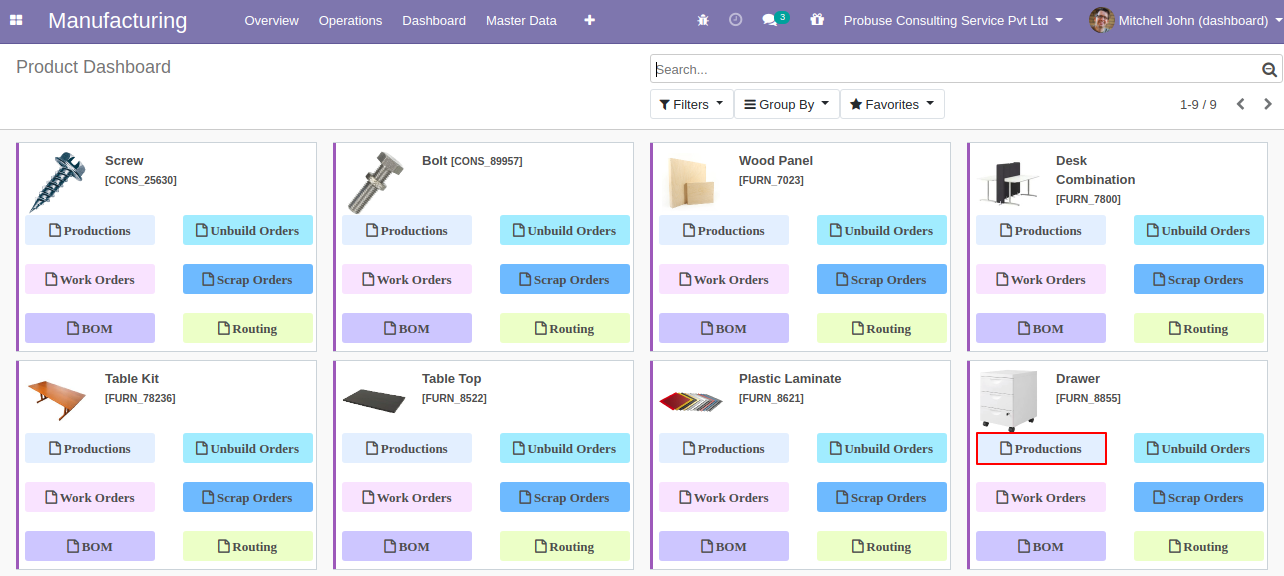 Manufacturing Overview Operations Dashboard Master Data 3 Probuse Consulting Service Pvt Ltd Mitchell John (dashboard)
Product Dashboard
Search...
Filters Group By Favorites 1-9 / 9
Screw
[CONS_25630]
Productions Unbuild Orders
Work Orders Scrap Orders
BOM Routing
Bolt [CONS_89957]
Productions Unbuild Orders
Work Orders Scrap Orders
BOM Routing
Wood Panel
[FURN_7023]
Productions Unbuild Orders
Work Orders Scrap Orders
BOM Routing
Desk
Combination
[FURN_7800]
Productions Unbuild Orders
Work Orders Scrap Orders
BOM Routing
Table Kit
[FURN_78236]
Productions Unbuild Orders
Work Orders Scrap Orders
BOM Routing
Table Top
[FURN_8522]
Productions Unbuild Orders
Work Orders Scrap Orders
BOM Routing
Plastic Laminate
[FURN_8621]
Productions Unbuild Orders
Work Orders Scrap Orders
BOM Routing
Drawer
[FURN_8855]
Productions Unbuild Orders
Work Orders Scrap Orders
BOM Routing